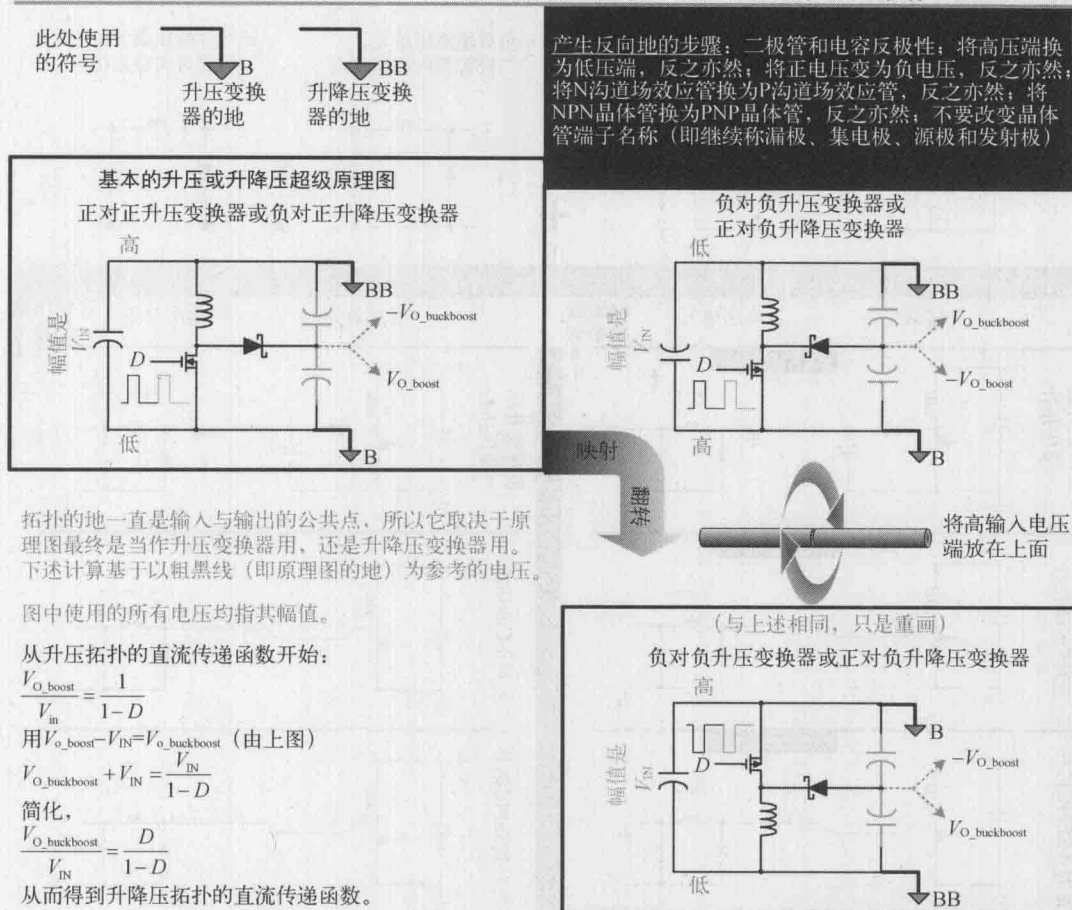 此处使用
的符号
B
升压变换
器的地
BB
升降压变换
器的地
产生反向地的步骤：二极管和电容反极性；将高压端换
为低压端，反之亦然；将正电压变为负电压，反之亦然；
将N沟道场效应管换为P沟道场效应管，反之亦然；将
NPN晶体管换为PNP晶体管，反之亦然；不要改变晶体
管端子名称（即继续称漏极、集电极、源极和发射极）
基本的升压或升降压超级原理图
正对正升压变换器或负对正升降压变换器
高
BB
幅值是
V_IN
D
-V_O_buckboost
V_O_boost
低
B
负对负升压变换器或
正对负升降压变换器
低
BB
幅值是
V_IN
D
V_O_buckboost
-V_O_boost
高
B
映射
翻转
将高输入电压
端放在上面
拓扑的地一直是输入与输出的公共点，所以它取决于原
理图最终是当作升压变换器用，还是升降压变换器用。
下述计算基于以粗黑线（即原理图的地）为参考的电压。
图中使用的所有电压均指其幅值。
从升压拓扑的直流传递函数开始：
V_O_boost/V_in = 1/(1-D)
用V_O_boost-V_IN=V_o_buckboost（由上图）
V_O_buckboost+V_IN = V_IN/(1-D)
简化，
V_O_buckboost/V_IN = D/(1-D)
从而得到升降压拓扑的直流传递函数。
（与上述相同，只是重画）
负对负升压变换器或正对负升降压变换器
高
B
幅值是
V_IN
D
-V_O_boost
V_O_buckboost
低
BB